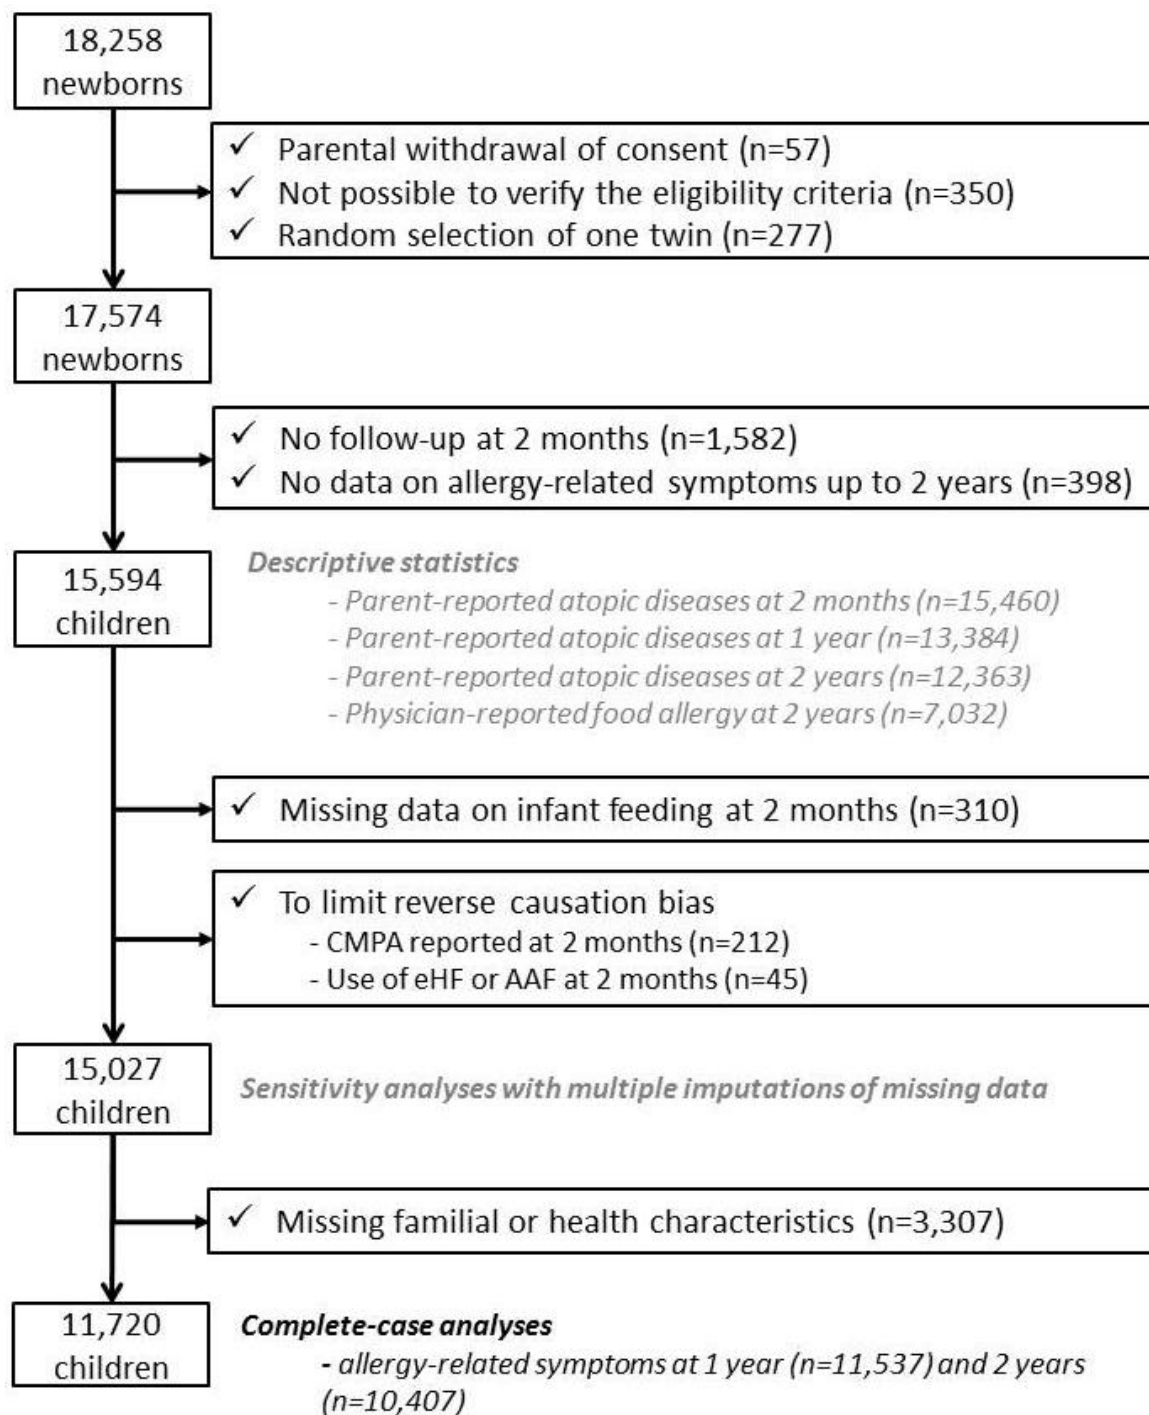 18,258
newborns
✓ Parental withdrawal of consent (n=57)
✓ Not possible to verify the eligibility criteria (n=350)
✓ Random selection of one twin (n=277)
17,574
newborns
✓ No follow-up at 2 months (n=1,582)
✓ No data on allergy-related symptoms up to 2 years (n=398)
15,594
children
Descriptive statistics
- Parent-reported atopic diseases at 2 months (n=15,460)
- Parent-reported atopic diseases at 1 year (n=13,384)
- Parent-reported atopic diseases at 2 years (n=12,363)
- Physician-reported food allergy at 2 years (n=7,032)
✓ Missing data on infant feeding at 2 months (n=310)
✓ To limit reverse causation bias
- CMPA reported at 2 months (n=212)
- Use of eHF or AAF at 2 months (n=45)
15,027
children
Sensitivity analyses with multiple imputations of missing data
✓ Missing familial or health characteristics (n=3,307)
11,720
children
Complete-case analyses
- allergy-related symptoms at 1 year (n=11,537) and 2 years
(n=10,407)